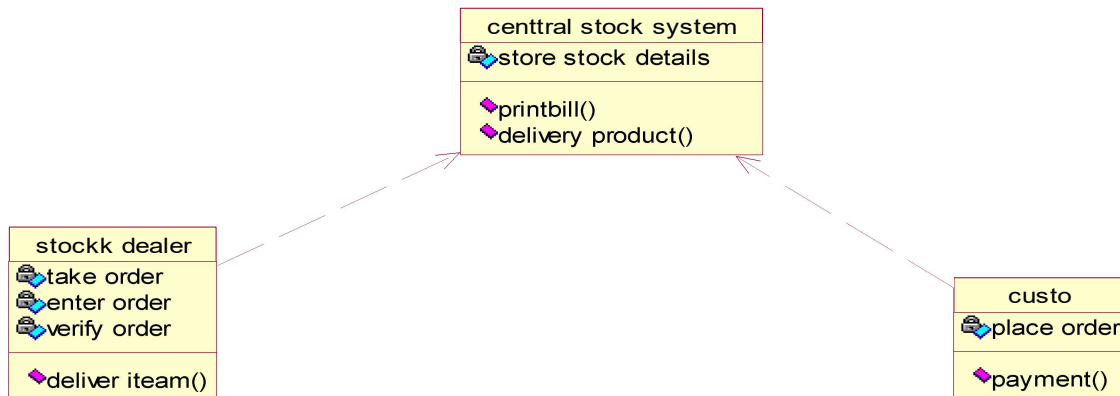 centtral stock system
store stock details
printbill()
delivery product()
stockk dealer
take order
enter order
verify order
deliver iteam()
custo
place order
payment()